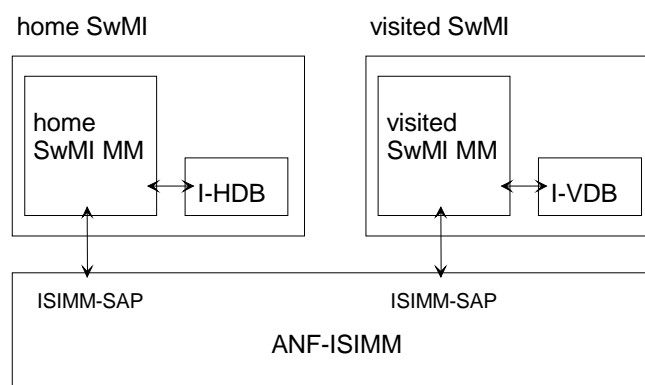 home SwMI
visited SwMI
home
SwMI MM
I-HDB
visited
SwMI MM
I-VDB
ISIMM-SAP
ISIMM-SAP
ANF-ISIMM